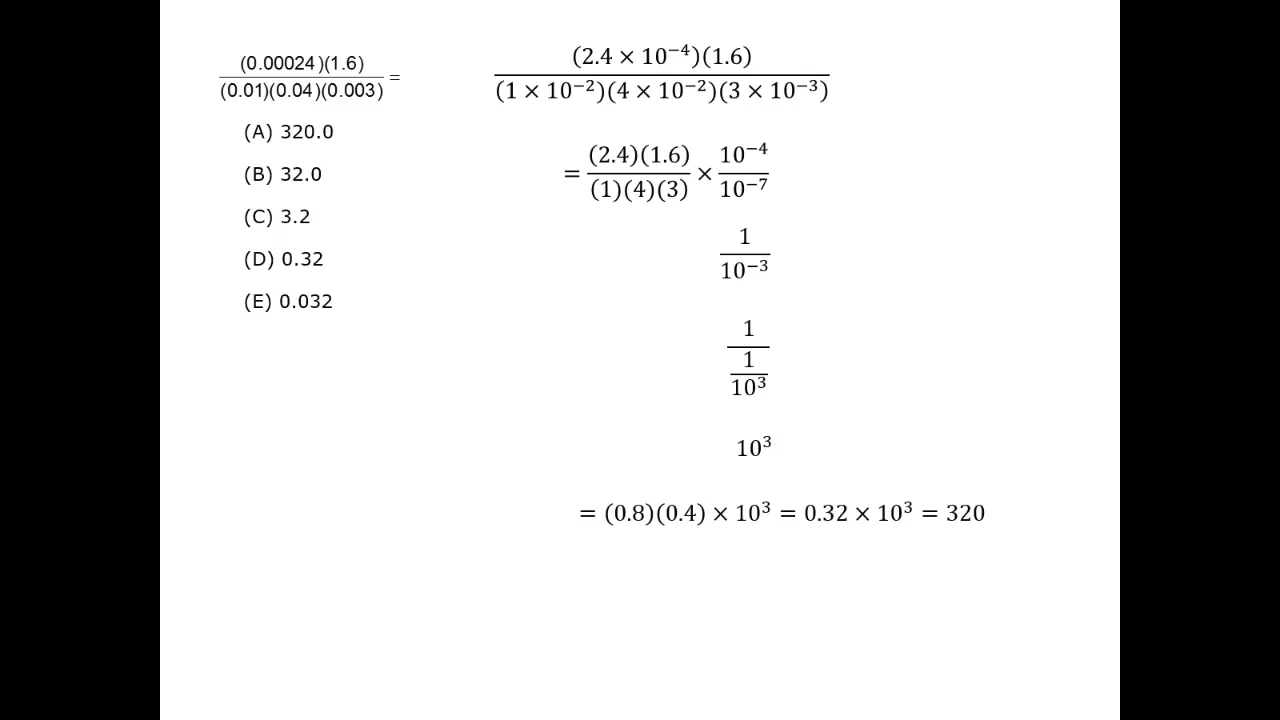 (0.00024)(1.6)
(0.01)(0.04)(0.003) =
(A) 320.0
(B) 32.0
(C) 3.2
(D) 0.32
(E) 0.032
(2.4 × 10⁻⁴)(1.6)
(1 × 10⁻²)(4 × 10⁻²)(3 × 10⁻³)
= (2.4)(1.6) × 10⁻⁴
(1)(4)(3) 10⁻⁷
1
10⁻³
1
1
10³
10³
= (0.8)(0.4) × 10³ = 0.32 × 10³ = 320